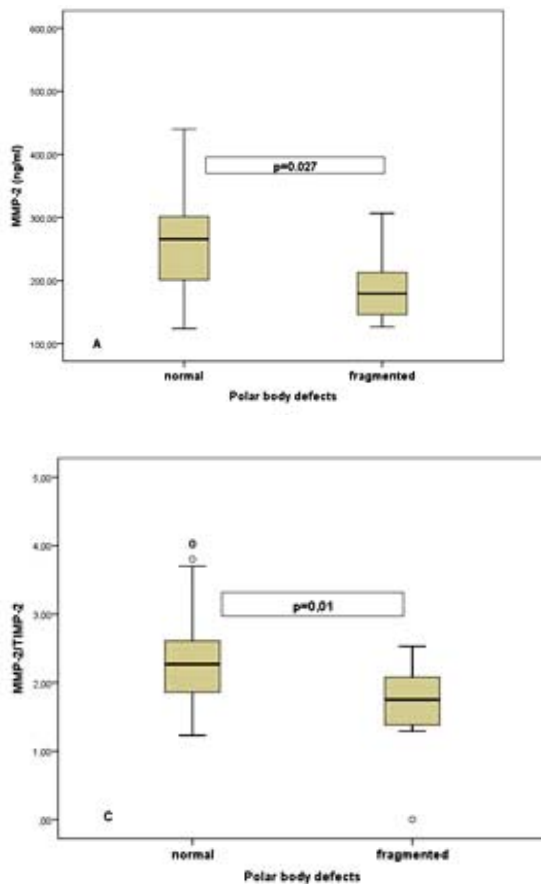 600,00
500,00
400,00
300,00
200,00
100,00
MMP-2 (ng/ml)
p=0.027
A
normal fragmented
Polar body defects
5,00
4,00
3,00
2,00
1,00
,00
MMP-2/TIMP-2
p=0,01
C
normal fragmented
Polar body defects